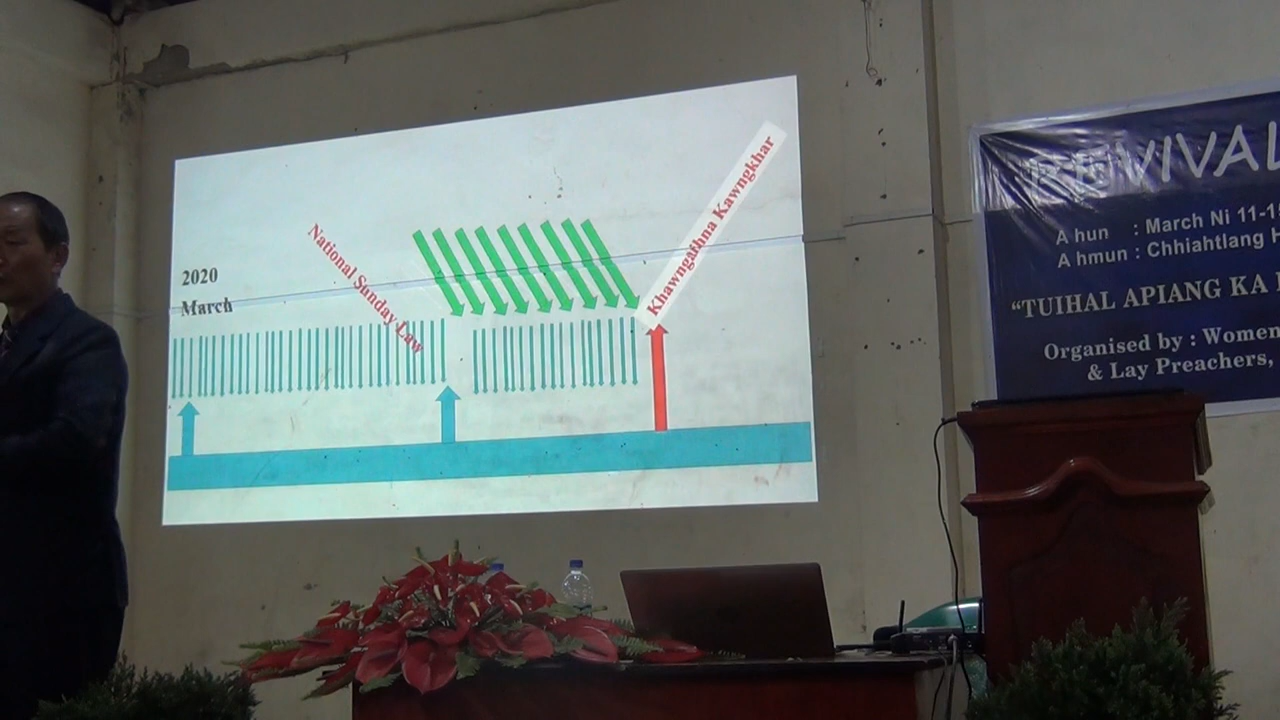 2020
March
National Sunday Law
Khawngaihna Kawngkhar
REVIVAL
A hun : March Ni 11-1
A hmun : Chhiahtlang H
“TUIHAL APIANG KA
Organised by : Women
& Lay Preachers,